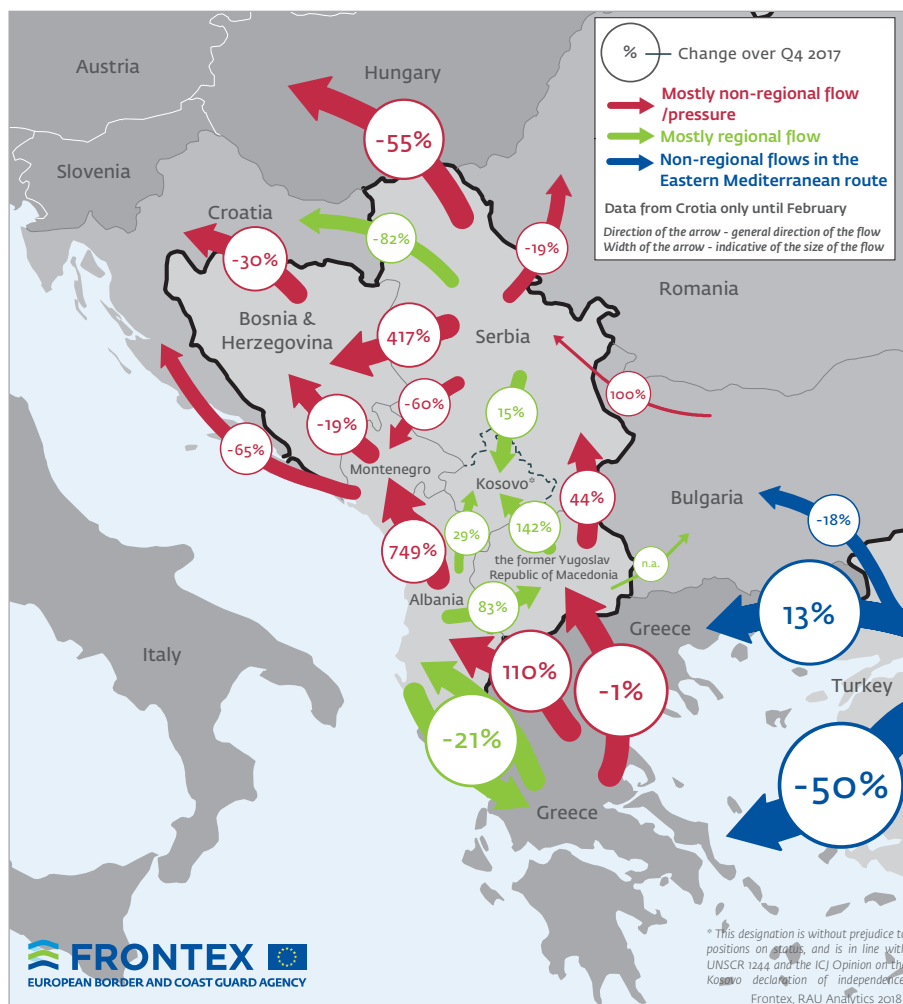 Austria
Hungary
Slovenia
Croatia
Bosnia &
Herzegovina
Serbia
Romania
Montenegro
Kosovo*
Bulgaria
the former Yugoslav
Republic of Macedonia
Albania
Greece
Italy
Turkey
Greece
-55%
-82%
-19%
-30%
417%
-60%
15%
100%
-19%
-65%
44%
749%
29%
142%
n.a.
-18%
83%
13%
110%
-1%
-21%
-50%
% Change over Q4 2017
Mostly non-regional flow
/pressure
Mostly regional flow
Non-regional flows in the
Eastern Mediterranean route
Data from Crotia only until February
Direction of the arrow - general direction of the flow
Width of the arrow - indicative of the size of the flow
FRONTEX
EUROPEAN BORDER AND COAST GUARD AGENCY
* This designation is without prejudice to
positions on status, and is in line with
UNSCR 1244 and the ICJ Opinion on the
Kosovo declaration of independence.
Frontex, RAU Analytics 2018